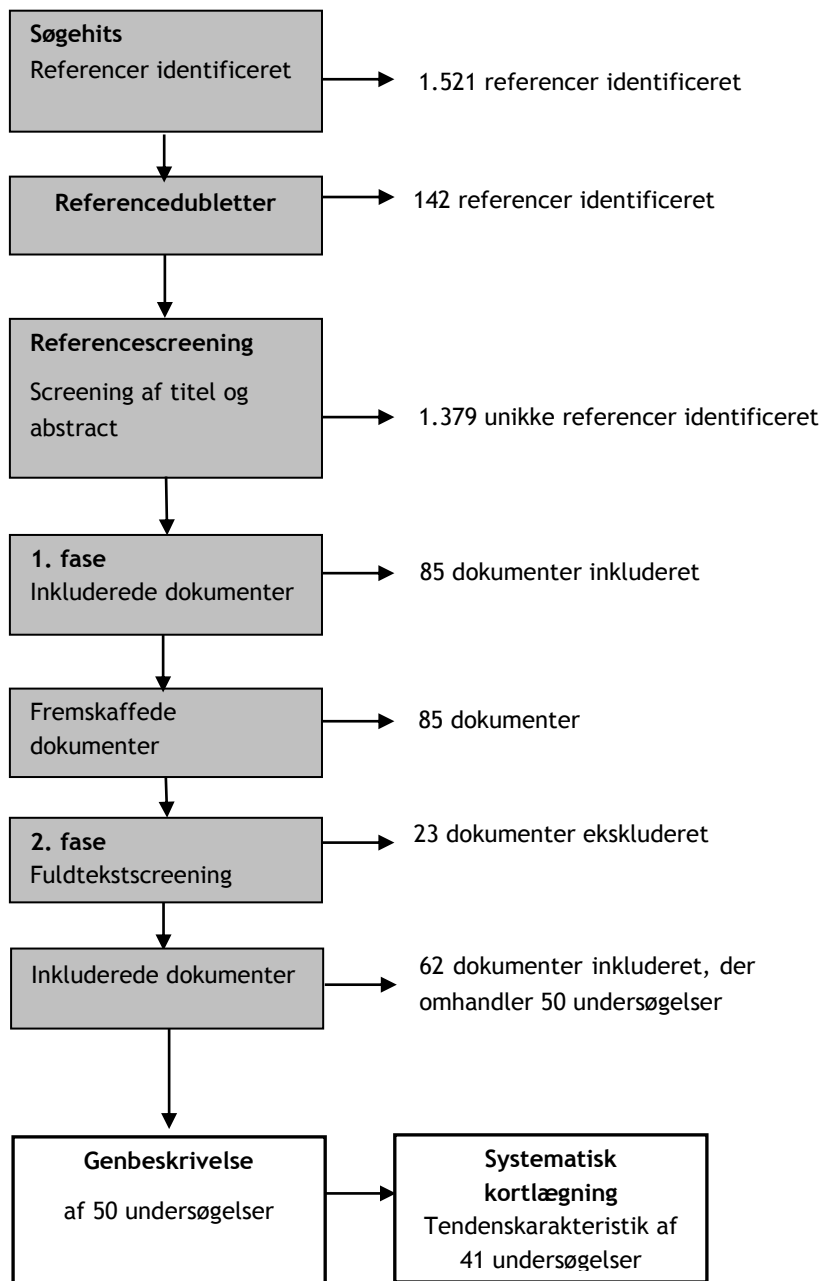 Søgehits
Referencer identificeret
1.521 referencer identificeret
Referencedubletter
142 referencer identificeret
Referencescreening
Screening af titel og
abstract
1.379 unikke referencer identificeret
1. fase
Inkluderede dokumenter
85 dokumenter inkluderet
Fremskaffede
dokumenter
85 dokumenter
2. fase
Fuldtekstscreening
23 dokumenter ekskluderet
Inkluderede dokumenter
62 dokumenter inkluderet, der
omhandler 50 undersøgelser
Genbeskrivelse
af 50 undersøgelser
Systematisk
kortlægning
Tendenskarakteristik af
41 undersøgelser